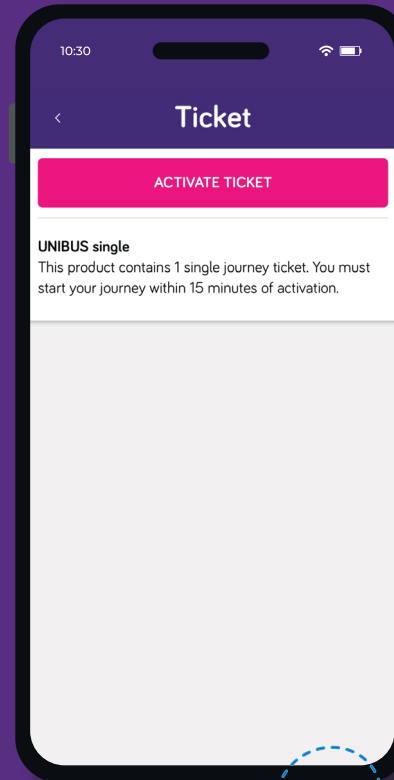 10:30
Ticket
ACTIVATE TICKET
UNIBUS single
This product contains 1 single journey ticket. You must
start your journey within 15 minutes of activation.